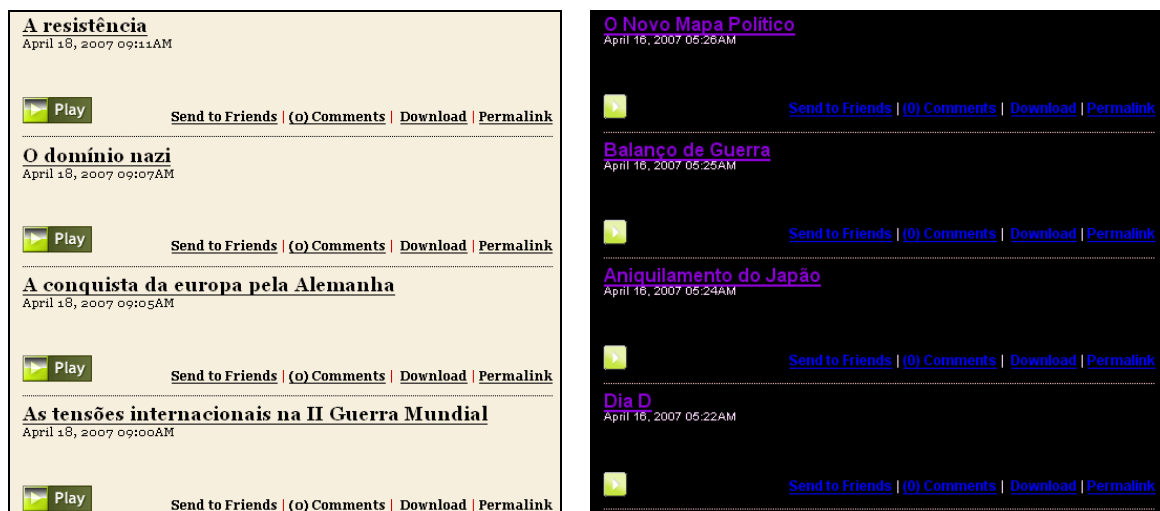 A resistência
April 18, 2007 09:11AM
Play
Send to Friends | (0) Comments | Download | Permalink
O domínio nazi
April 18, 2007 09:07AM
Play
Send to Friends | (0) Comments | Download | Permalink
A conquista da europa pela Alemanha
April 18, 2007 09:05AM
Play
Send to Friends | (0) Comments | Download | Permalink
As tensões internacionais na II Guerra Mundial
April 18, 2007 09:00AM
Play
Send to Friends | (0) Comments | Download | Permalink
O Novo Mapa Político
April 16, 2007 05:26AM
Send to Friends | (0) Comments | Download | Permalink
Balanço de Guerra
April 16, 2007 05:25AM
Send to Friends | (0) Comments | Download | Permalink
Aniquilamento do Japão
April 16, 2007 05:24AM
Send to Friends | (0) Comments | Download | Permalink
Dia D
April 16, 2007 05:22AM
Send to Friends | (0) Comments | Download | Permalink